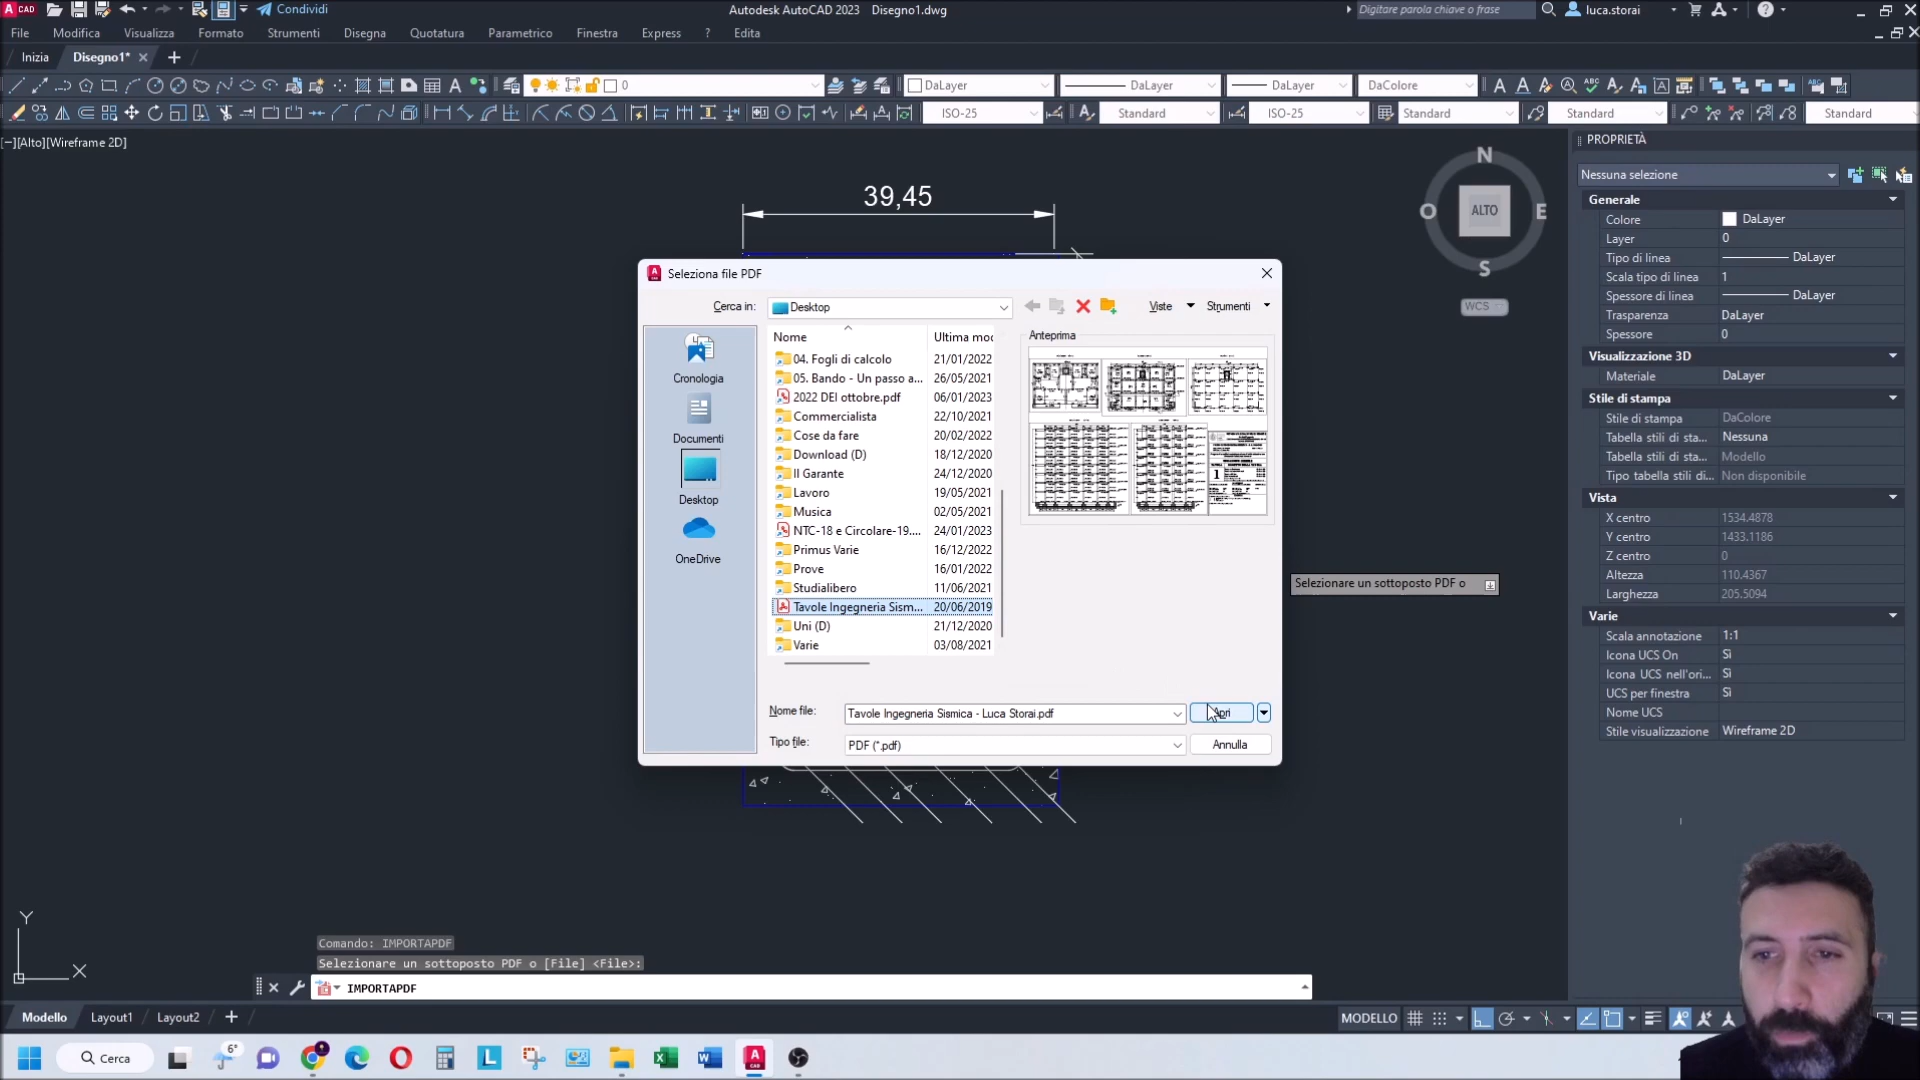 CAD
Condividi
Autodesk AutoCAD 2023 Disegno1.dwg
Digitare parola chiave o frase
luca.storai
File Modifica Visualizza Formato Strumenti Disegna Quotatura Parametrico Finestra Express ? Edita
Inizia Disegno1*
0 DaLayer DaLayer DaLayer DaColore
ISO-25 Standard ISO-25 Standard Standard Standard
[−][Alto][Wireframe 2D]
39,45
N
O ALTO E
S
WCS
Seleziona file PDF
Cerca in: Desktop Viste Strumenti
Cronologia
Documenti
Desktop
OneDrive
Nome Ultima mod
04. Fogli di calcolo 21/01/2022
05. Bando - Un passo a... 26/05/2021
2022 DEI ottobre.pdf 06/01/2023
Commercialista 22/10/2021
Cose da fare 20/02/2022
Download (D) 18/12/2020
Il Garante 24/12/2020
Lavoro 19/05/2021
Musica 02/05/2021
NTC-18 e Circolare-19.... 24/01/2023
Primus Varie 16/12/2022
Prove 16/01/2022
Studialibero 11/06/2021
Tavole Ingegneria Sism... 20/06/2019
Uni (D) 21/12/2020
Varie 03/08/2021
Anteprima
1
Nome file: Tavole Ingegneria Sismica - Luca Storai.pdf Apri
Tipo file: PDF (*.pdf) Annulla
Selezionare un sottoposto PDF o
PROPRIETÀ
Nessuna selezione
Generale
Colore DaLayer
Layer 0
Tipo di linea DaLayer
Scala tipo di linea 1
Spessore di linea DaLayer
Trasparenza DaLayer
Spessore 0
Visualizzazione 3D
Materiale DaLayer
Stile di stampa
Stile di stampa DaColore
Tabella stili di sta... Nessuna
Tabella stili di sta... Modello
Tipo tabella stili di... Non disponibile
Vista
X centro 1534.4878
Y centro 1433.1186
Z centro 0
Altezza 110.4367
Larghezza 205.5094
Varie
Scala annotazione 1:1
Icona UCS On Sì
Icona UCS nell'ori... Sì
UCS per finestra Sì
Nome UCS
Stile visualizzazione Wireframe 2D
Y
X
Comando: IMPORTAPDF
Selezionare un sottoposto PDF o [File] <File>:
IMPORTAPDF
Modello Layout1 Layout2
MODELLO
Cerca
6°